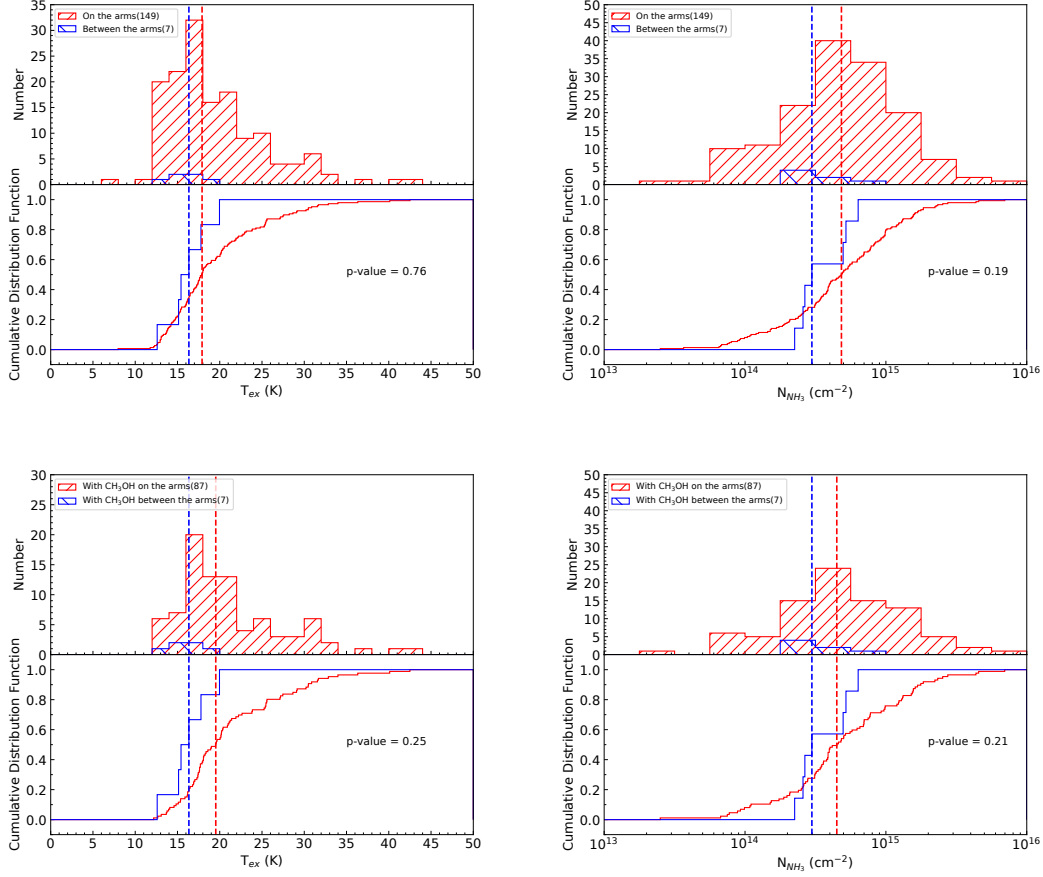 On the arms(149)
Between the arms(7)
Number
35
30
25
20
15
10
5
0
Cumulative Distribution Function
1.0
0.8
0.6
0.4
0.2
0.0
p-value = 0.76
0 5 10 15 20 25 30 35 40 45 50
T_ex (K)
On the arms(149)
Between the arms(7)
Number
50
45
40
35
30
25
20
15
10
5
0
Cumulative Distribution Function
1.0
0.8
0.6
0.4
0.2
0.0
p-value = 0.19
10^13 10^14 10^15 10^16
N_NH₃ (cm⁻²)
With CH₃OH on the arms(87)
With CH₃OH between the arms(7)
Number
30
25
20
15
10
5
0
Cumulative Distribution Function
1.0
0.8
0.6
0.4
0.2
0.0
p-value = 0.25
0 5 10 15 20 25 30 35 40 45 50
T_ex (K)
With CH₃OH on the arms(87)
With CH₃OH between the arms(7)
Number
50
45
40
35
30
25
20
15
10
5
0
Cumulative Distribution Function
1.0
0.8
0.6
0.4
0.2
0.0
p-value = 0.21
10^13 10^14 10^15 10^16
N_NH₃ (cm⁻²)